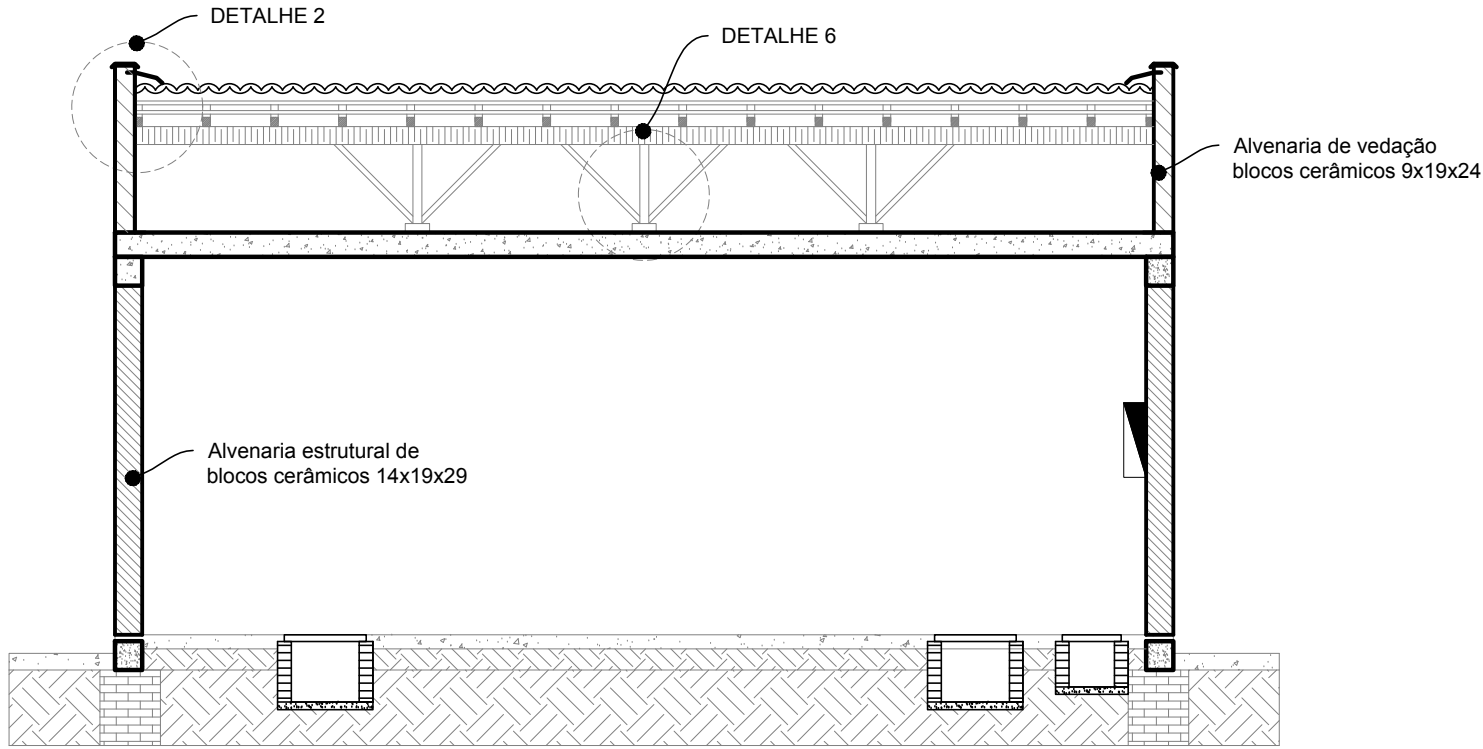 DETALHE 2
DETALHE 6
Alvenaria de vedação
blocos cerâmicos 9x19x24
Alvenaria estrutural de
blocos cerâmicos 14x19x29